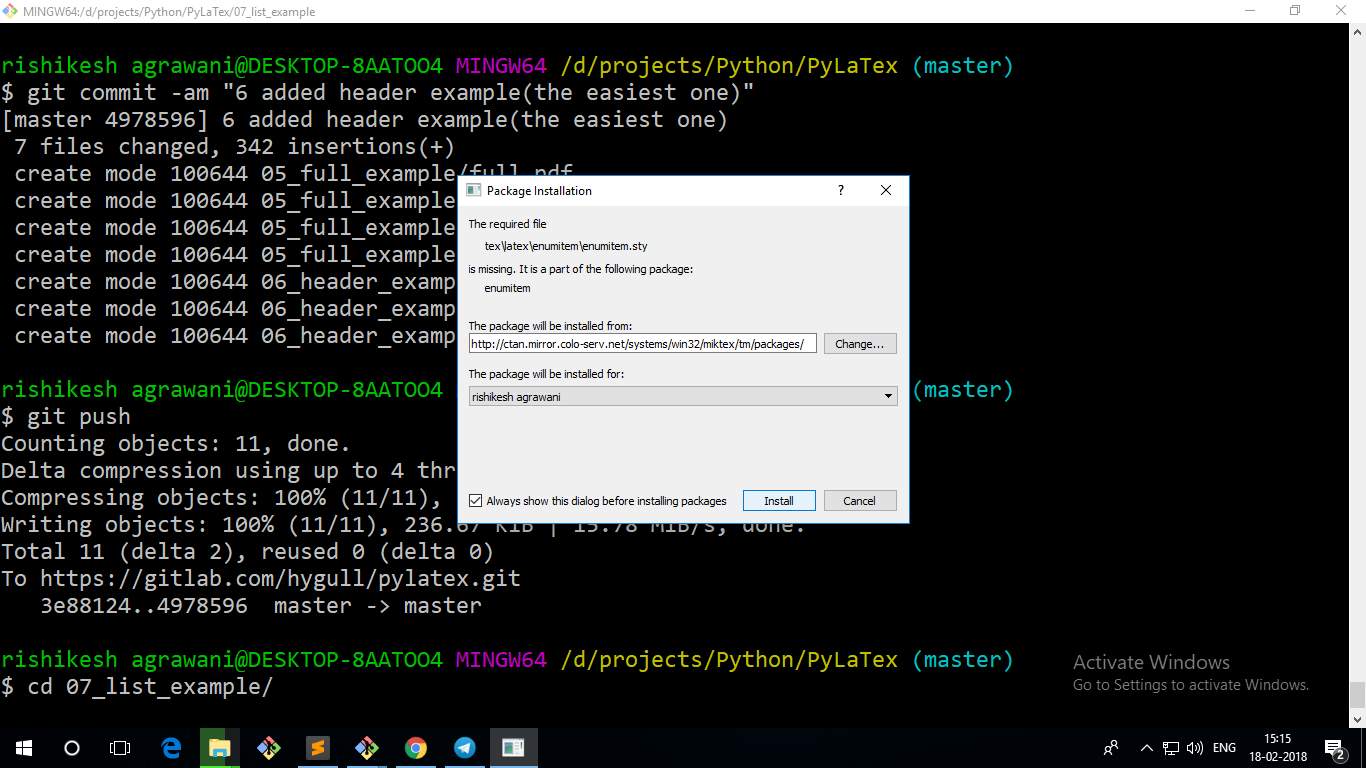 MINGW64:/d/projects/Python/PyLaTex/07_list_example
rishikesh agrawani@DESKTOP-8AATOO4 MINGW64 /d/projects/Python/PyLaTex (master)
$ git commit -am "6 added header example(the easiest one)"
[master 4978596] 6 added header example(the easiest one)
7 files changed, 342 insertions(+)
create mode 100644 05_full_example/full.pdf
create mode 100644 05_full_example
create mode 100644 05_full_example
create mode 100644 05_full_example
create mode 100644 06_header_examp
create mode 100644 06_header_examp
create mode 100644 06_header_examp
rishikesh agrawani@DESKTOP-8AATOO4 (master)
$ git push
Counting objects: 11, done.
Delta compression using up to 4 thr
Compressing objects: 100% (11/11),
Writing objects: 100% (11/11), 236.67 KiB | 15.78 MiB/s, done.
Total 11 (delta 2), reused 0 (delta 0)
To https://gitlab.com/hygull/pylatex.git
3e88124..4978596 master -> master
rishikesh agrawani@DESKTOP-8AATOO4 MINGW64 /d/projects/Python/PyLaTex (master)
$ cd 07_list_example/
Package Installation
?
The required file
tex\latex\enumitem\enumitem.sty
is missing. It is a part of the following package:
enumitem
The package will be installed from:
http://ctan.mirror.colo-serv.net/systems/win32/miktex/tm/packages/
Change...
The package will be installed for:
rishikesh agrawani
Always show this dialog before installing packages
Install
Cancel
Activate Windows
Go to Settings to activate Windows.
ENG
15:15
18-02-2018
2